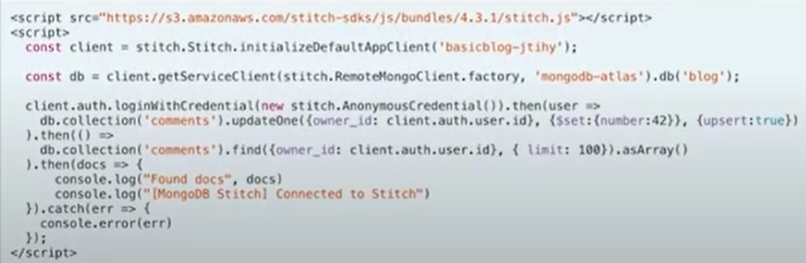 <script src="https://s3.amazonaws.com/stitch-sdks/js/bundles/4.3.1/stitch.js"></script>
<script>
  const client = stitch.Stitch.initializeDefaultAppClient('basicblog-jtihy');

  const db = client.getServiceClient(stitch.RemoteMongoClient.factory, 'mongodb-atlas').db('blog');

  client.auth.loginWithCredential(new stitch.AnonymousCredential()).then(user =>
    db.collection('comments').updateOne({owner_id: client.auth.user.id}, {$set:{number:42}}, {upsert:true})
  ).then(() =>
    db.collection('comments').find({owner_id: client.auth.user.id}, { limit: 100}).asArray()
  ).then(docs => {
      console.log("Found docs", docs)
      console.log("[MongoDB Stitch] Connected to Stitch")
  }).catch(err => {
    console.error(err)
  });
</script>